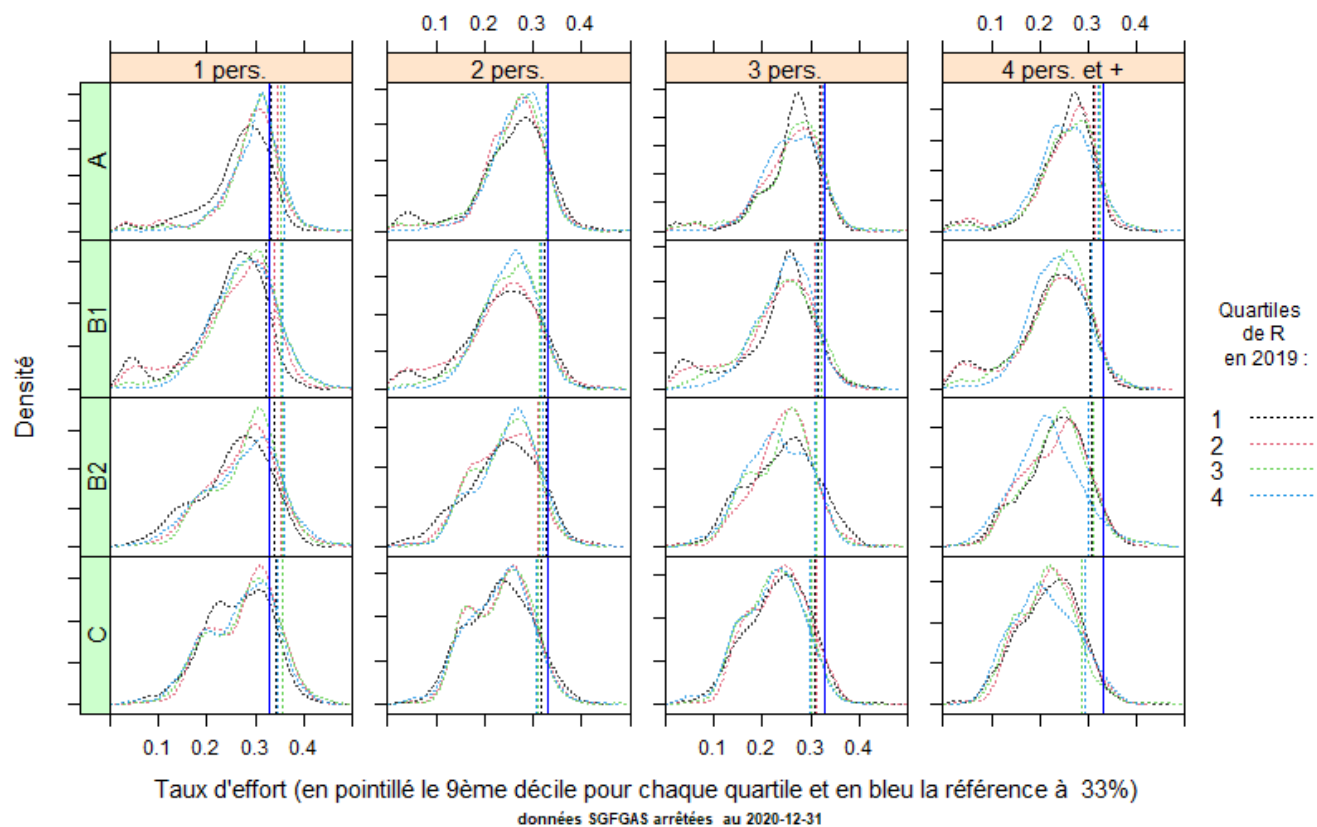 0.1 0.2 0.3 0.4 0.1 0.2 0.3 0.4
1 pers. 2 pers. 3 pers. 4 pers. et +
A
B1
B2
C
Densité
Quartiles
de R
en 2019 :
1
2
3
4
0.1 0.2 0.3 0.4 0.1 0.2 0.3 0.4
Taux d'effort (en pointillé le 9ème décile pour chaque quartile et en bleu la référence à 33%)
données SGFGAS arrêtées au 2020-12-31